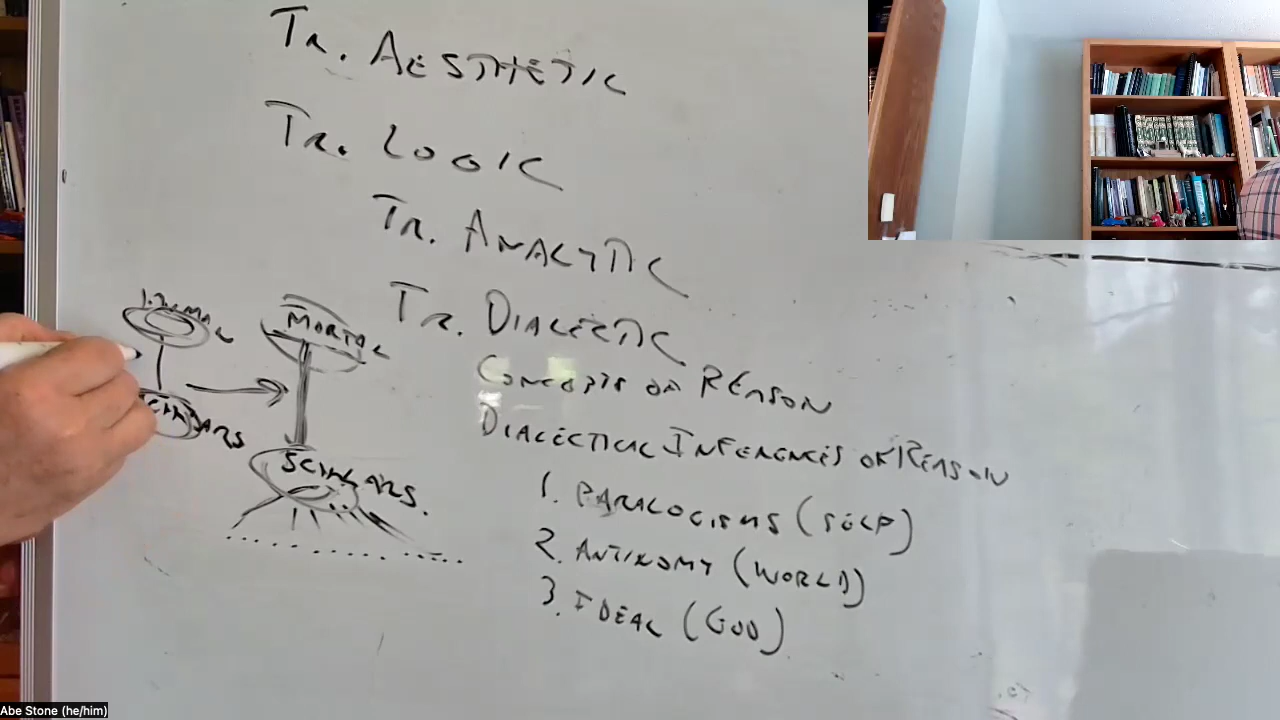 Tr. AESTHETIC
Tr. LOGIC
Tr. ANALYTIC
Tr. DIALECTIC
CONCEPTS OF REASON
DIALECTICAL INFERENCES OF REASON
1. PARALOGISMS (SELF)
2. ANTINOMY (WORLD)
3. IDEAL (GOD)
MORTAL
SCHOLARS.
Abe Stone (he/him)